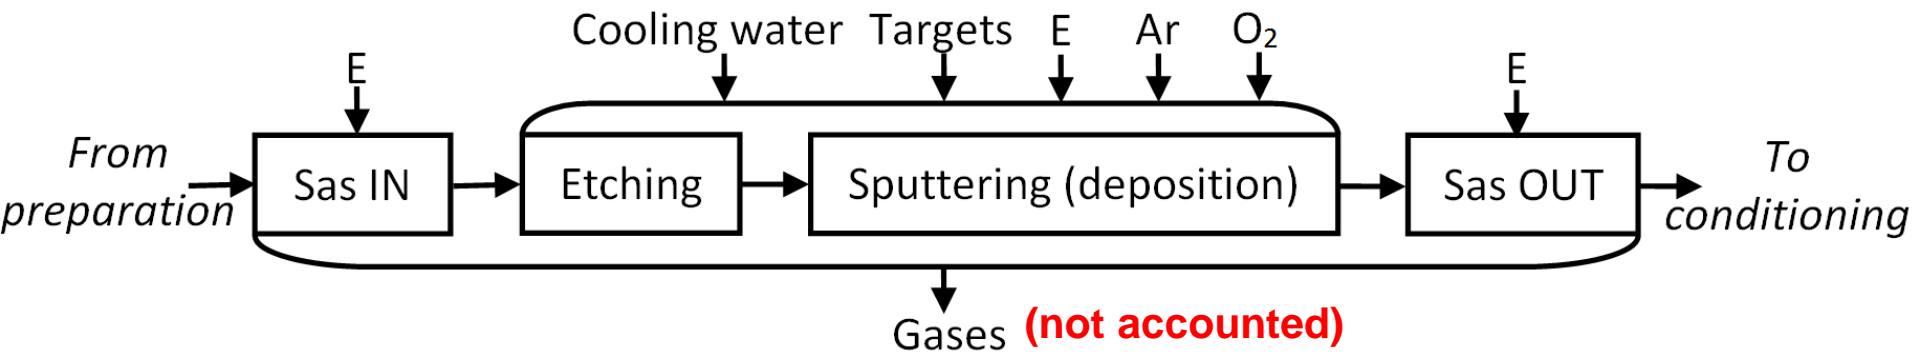 Cooling water Targets E Ar O₂
E
E
From
preparation
Sas IN
Etching
Sputtering (deposition)
Sas OUT
To
conditioning
Gases (not accounted)